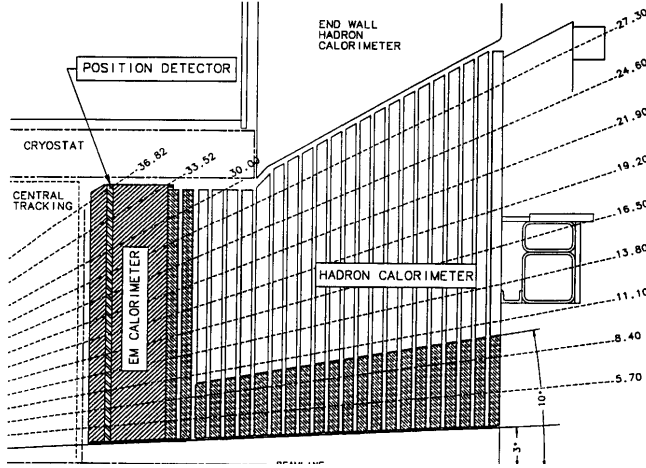 END WALL
HADRON
CALORIMETER
27.30
POSITION DETECTOR
24.60
21.90
CRYOSTAT
36.82
33.52
30.00
19.20
CENTRAL
TRACKING
16.50
EM CALORIMETER
HADRON CALORIMETER
13.80
11.10
8.40
5.70
10°
3°
BEAMLINE